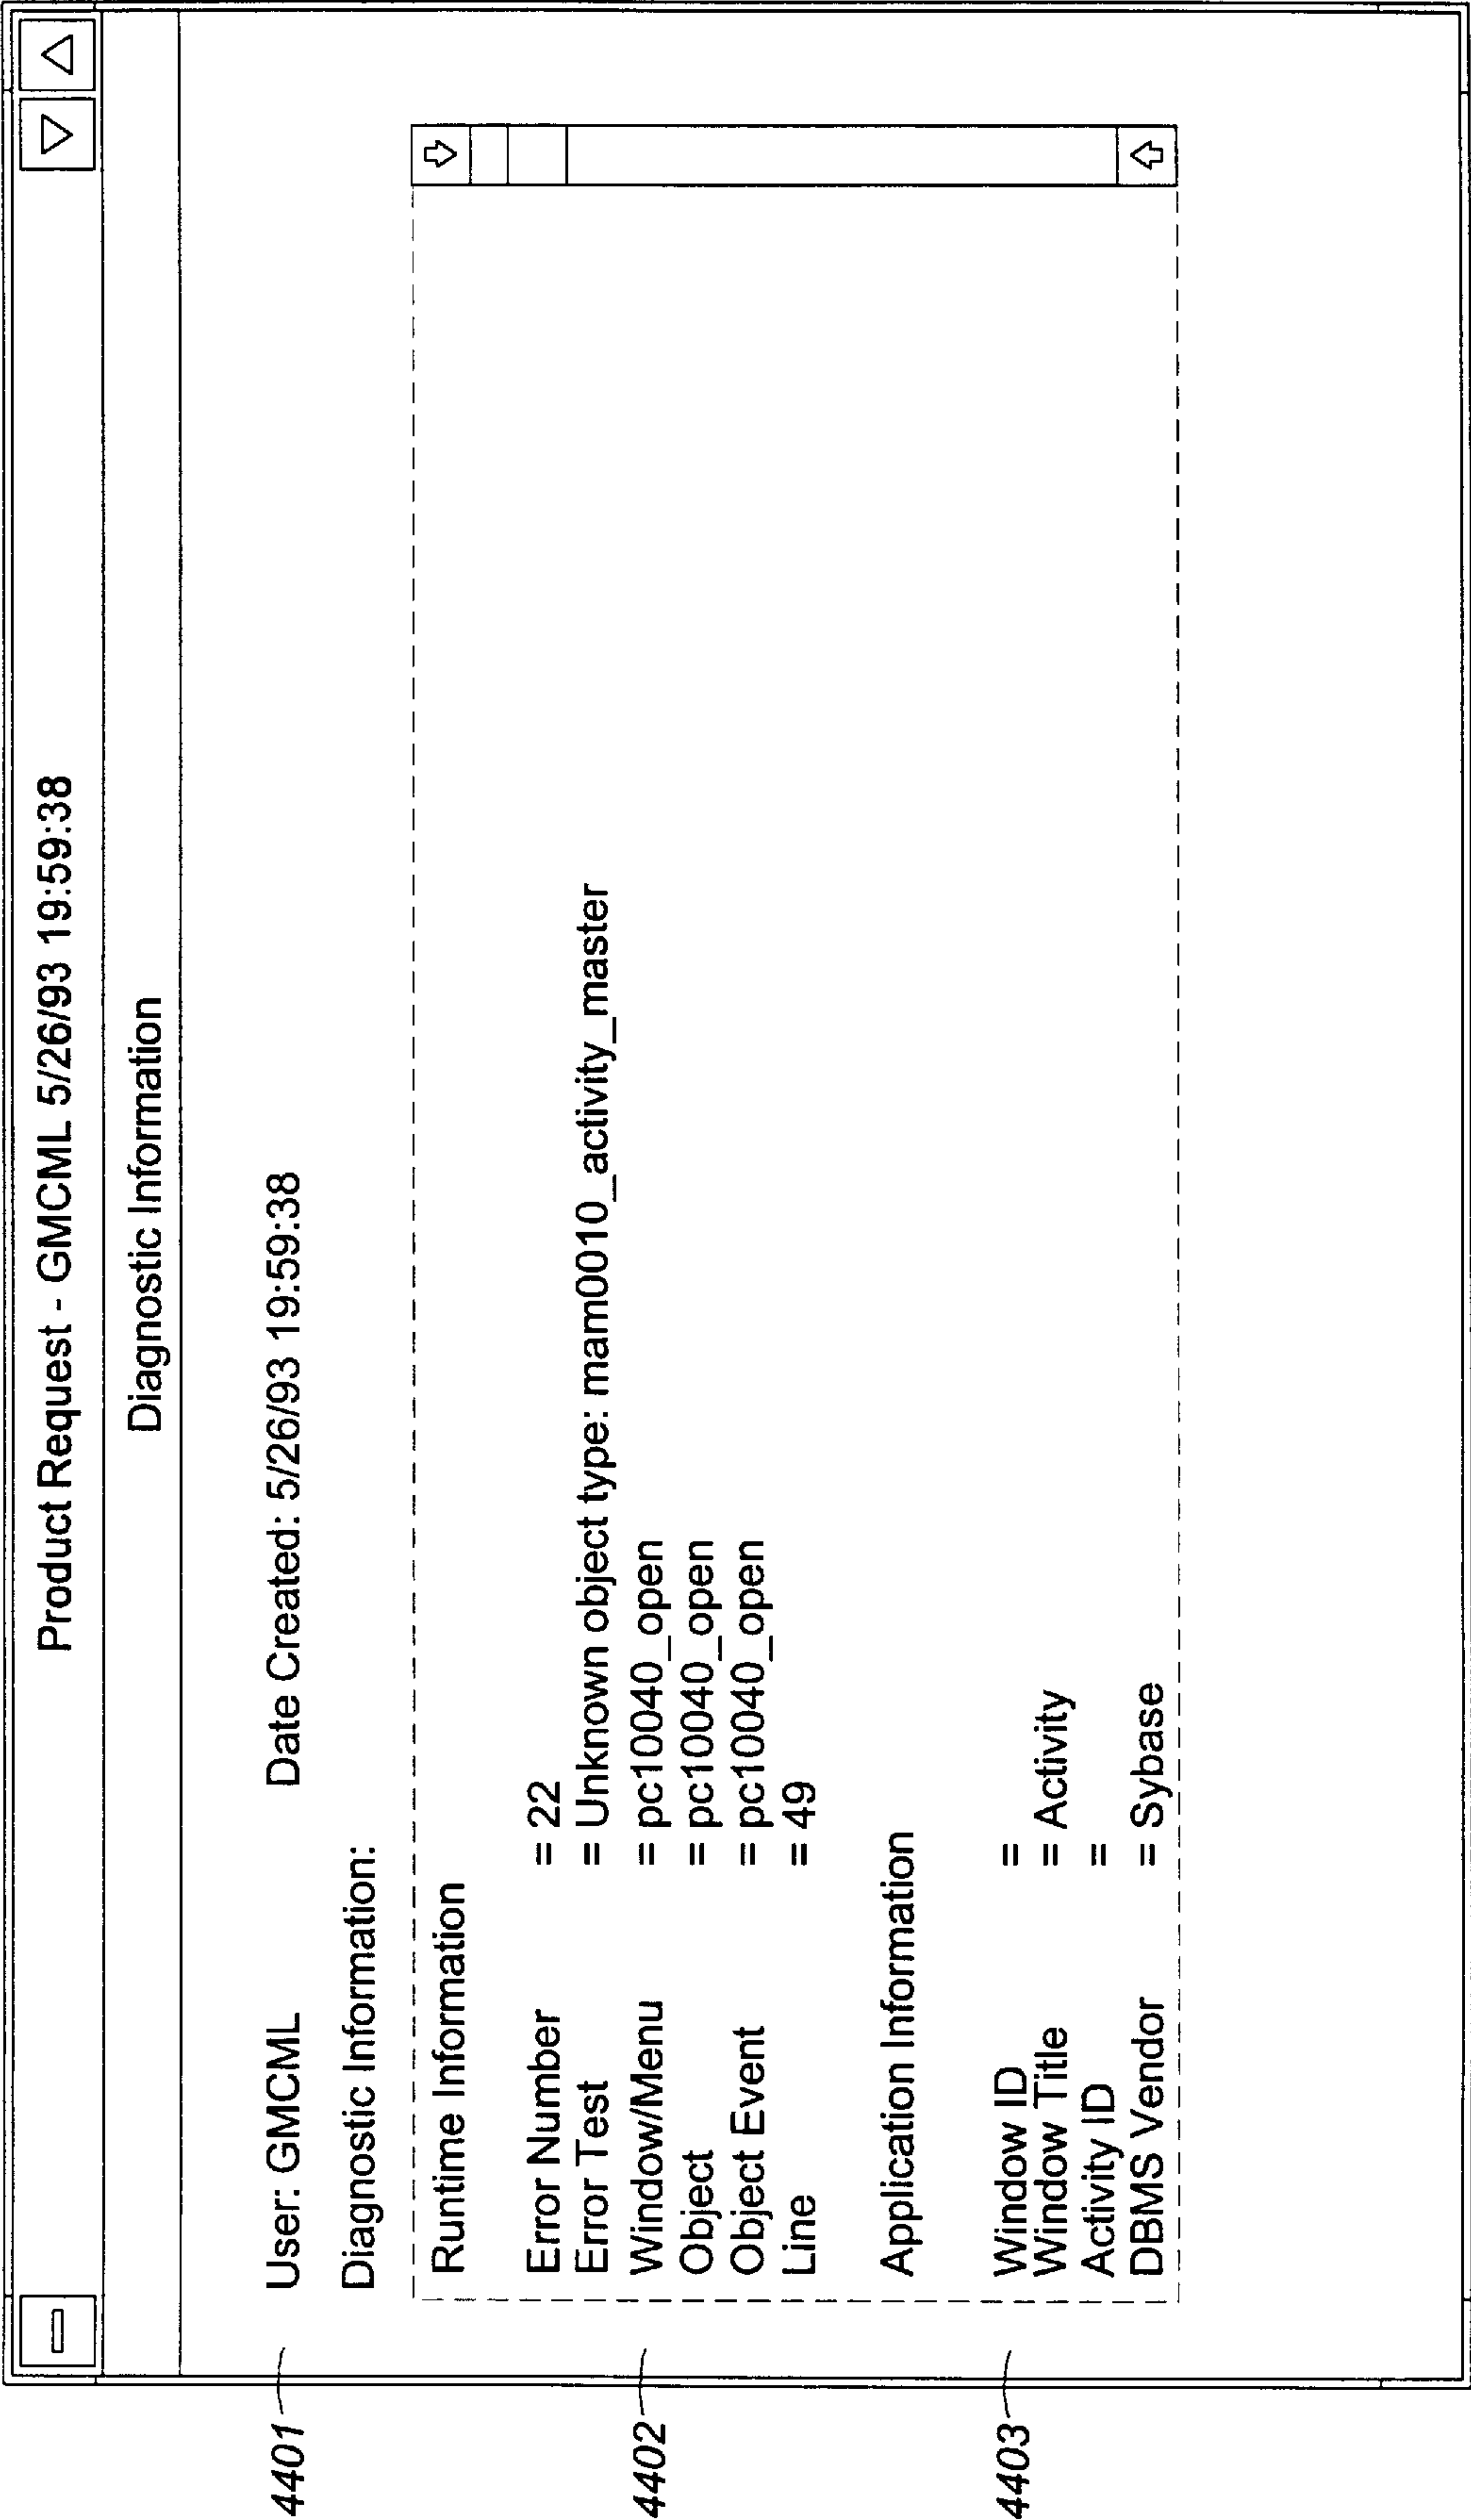 Product Request - GMCML 5/26/93 19:59:38
Diagnostic Information
4401
User: GMCML Date Created: 5/26/93 19:59:38
Diagnostic Information:
Runtime Information
Error Number = 22
Error Test = Unknown object type: mam0010_activity_master
4402
Window/Menu = pc10040_open
Object = pc10040_open
Object Event = pc10040_open
Line = 49
Application Information
4403
Window ID =
Window Title = Activity
Activity ID =
DBMS Vendor = Sybase